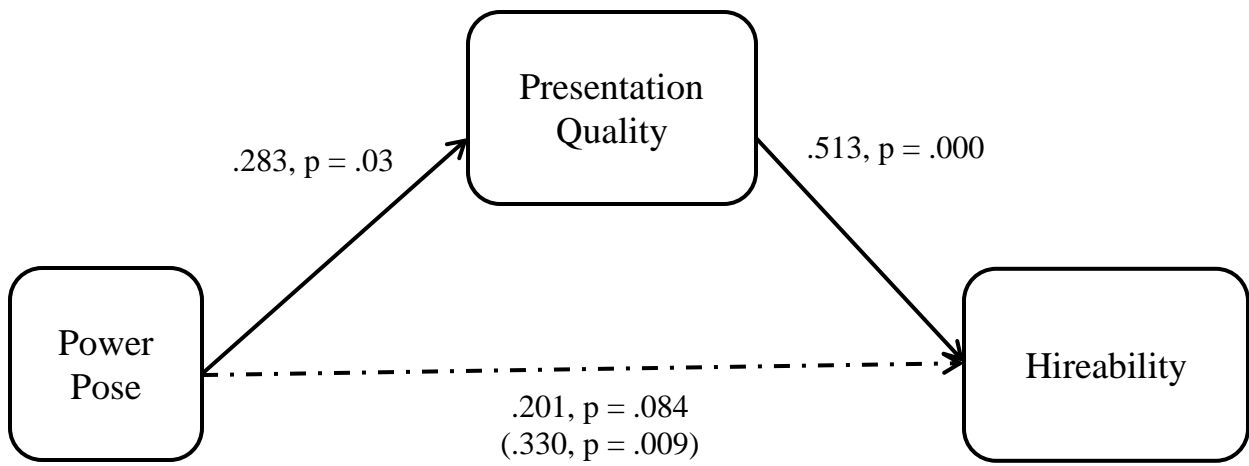 Presentation
Quality
.283, p = .03
.513, p = .000
Power
Pose
Hireability
.201, p = .084
(.330, p = .009)